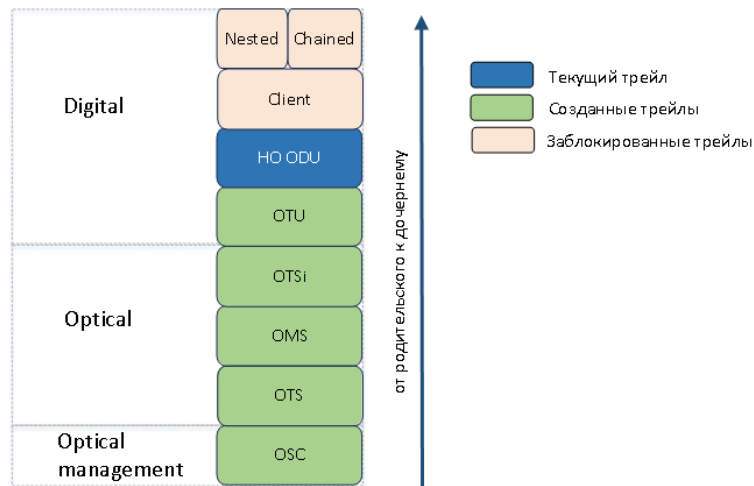 Nested Chained
Client
Digital
HO ODU
OTU
OTSi
Optical
OMS
OTS
Optical
management
OSC
от родительского к дочернему
Текущий трейл
Созданные трейлы
Заблокированные трейлы